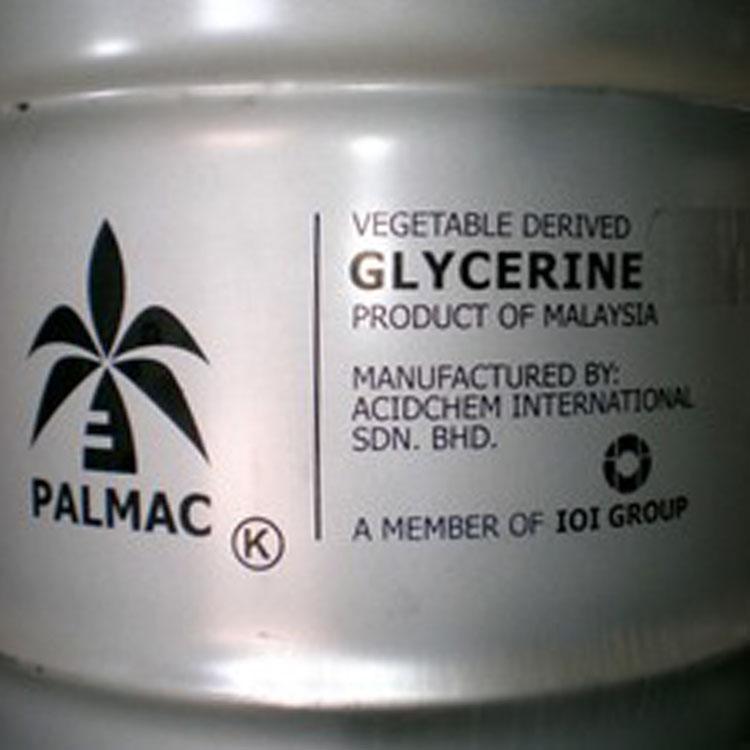 VEGETABLE DERIVED
GLYCERINE
PRODUCT OF MALAYSIA
MANUFACTURED BY:
ACIDCHEM INTERNATIONAL
SDN. BHD.
A MEMBER OF IOI GROUP
PALMAC
K